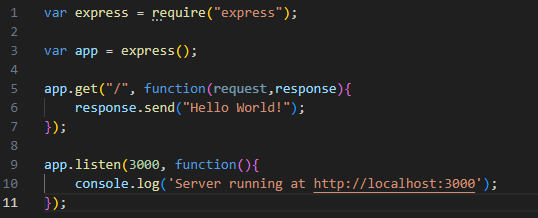 1 var express = require("express");
2
3 var app = express();
4
5 app.get("/", function(request,response){
6     response.send("Hello World!");
7 });
8
9 app.listen(3000, function(){
10     console.log('Server running at http://localhost:3000');
11 });